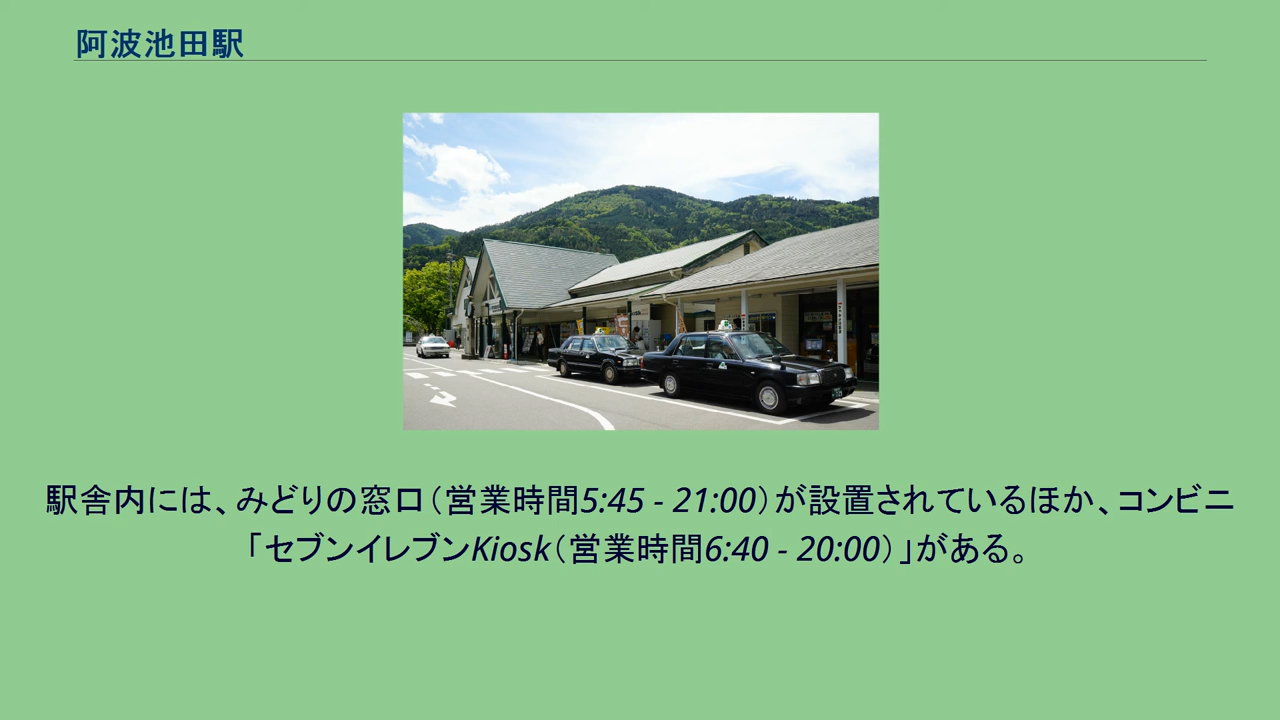 阿波池田駅
駅舎内には、みどりの窓口（営業時間5:45 - 21:00）が設置されているほか、コンビニ
「セブンイレブンKiosk（営業時間6:40 - 20:00）」がある。